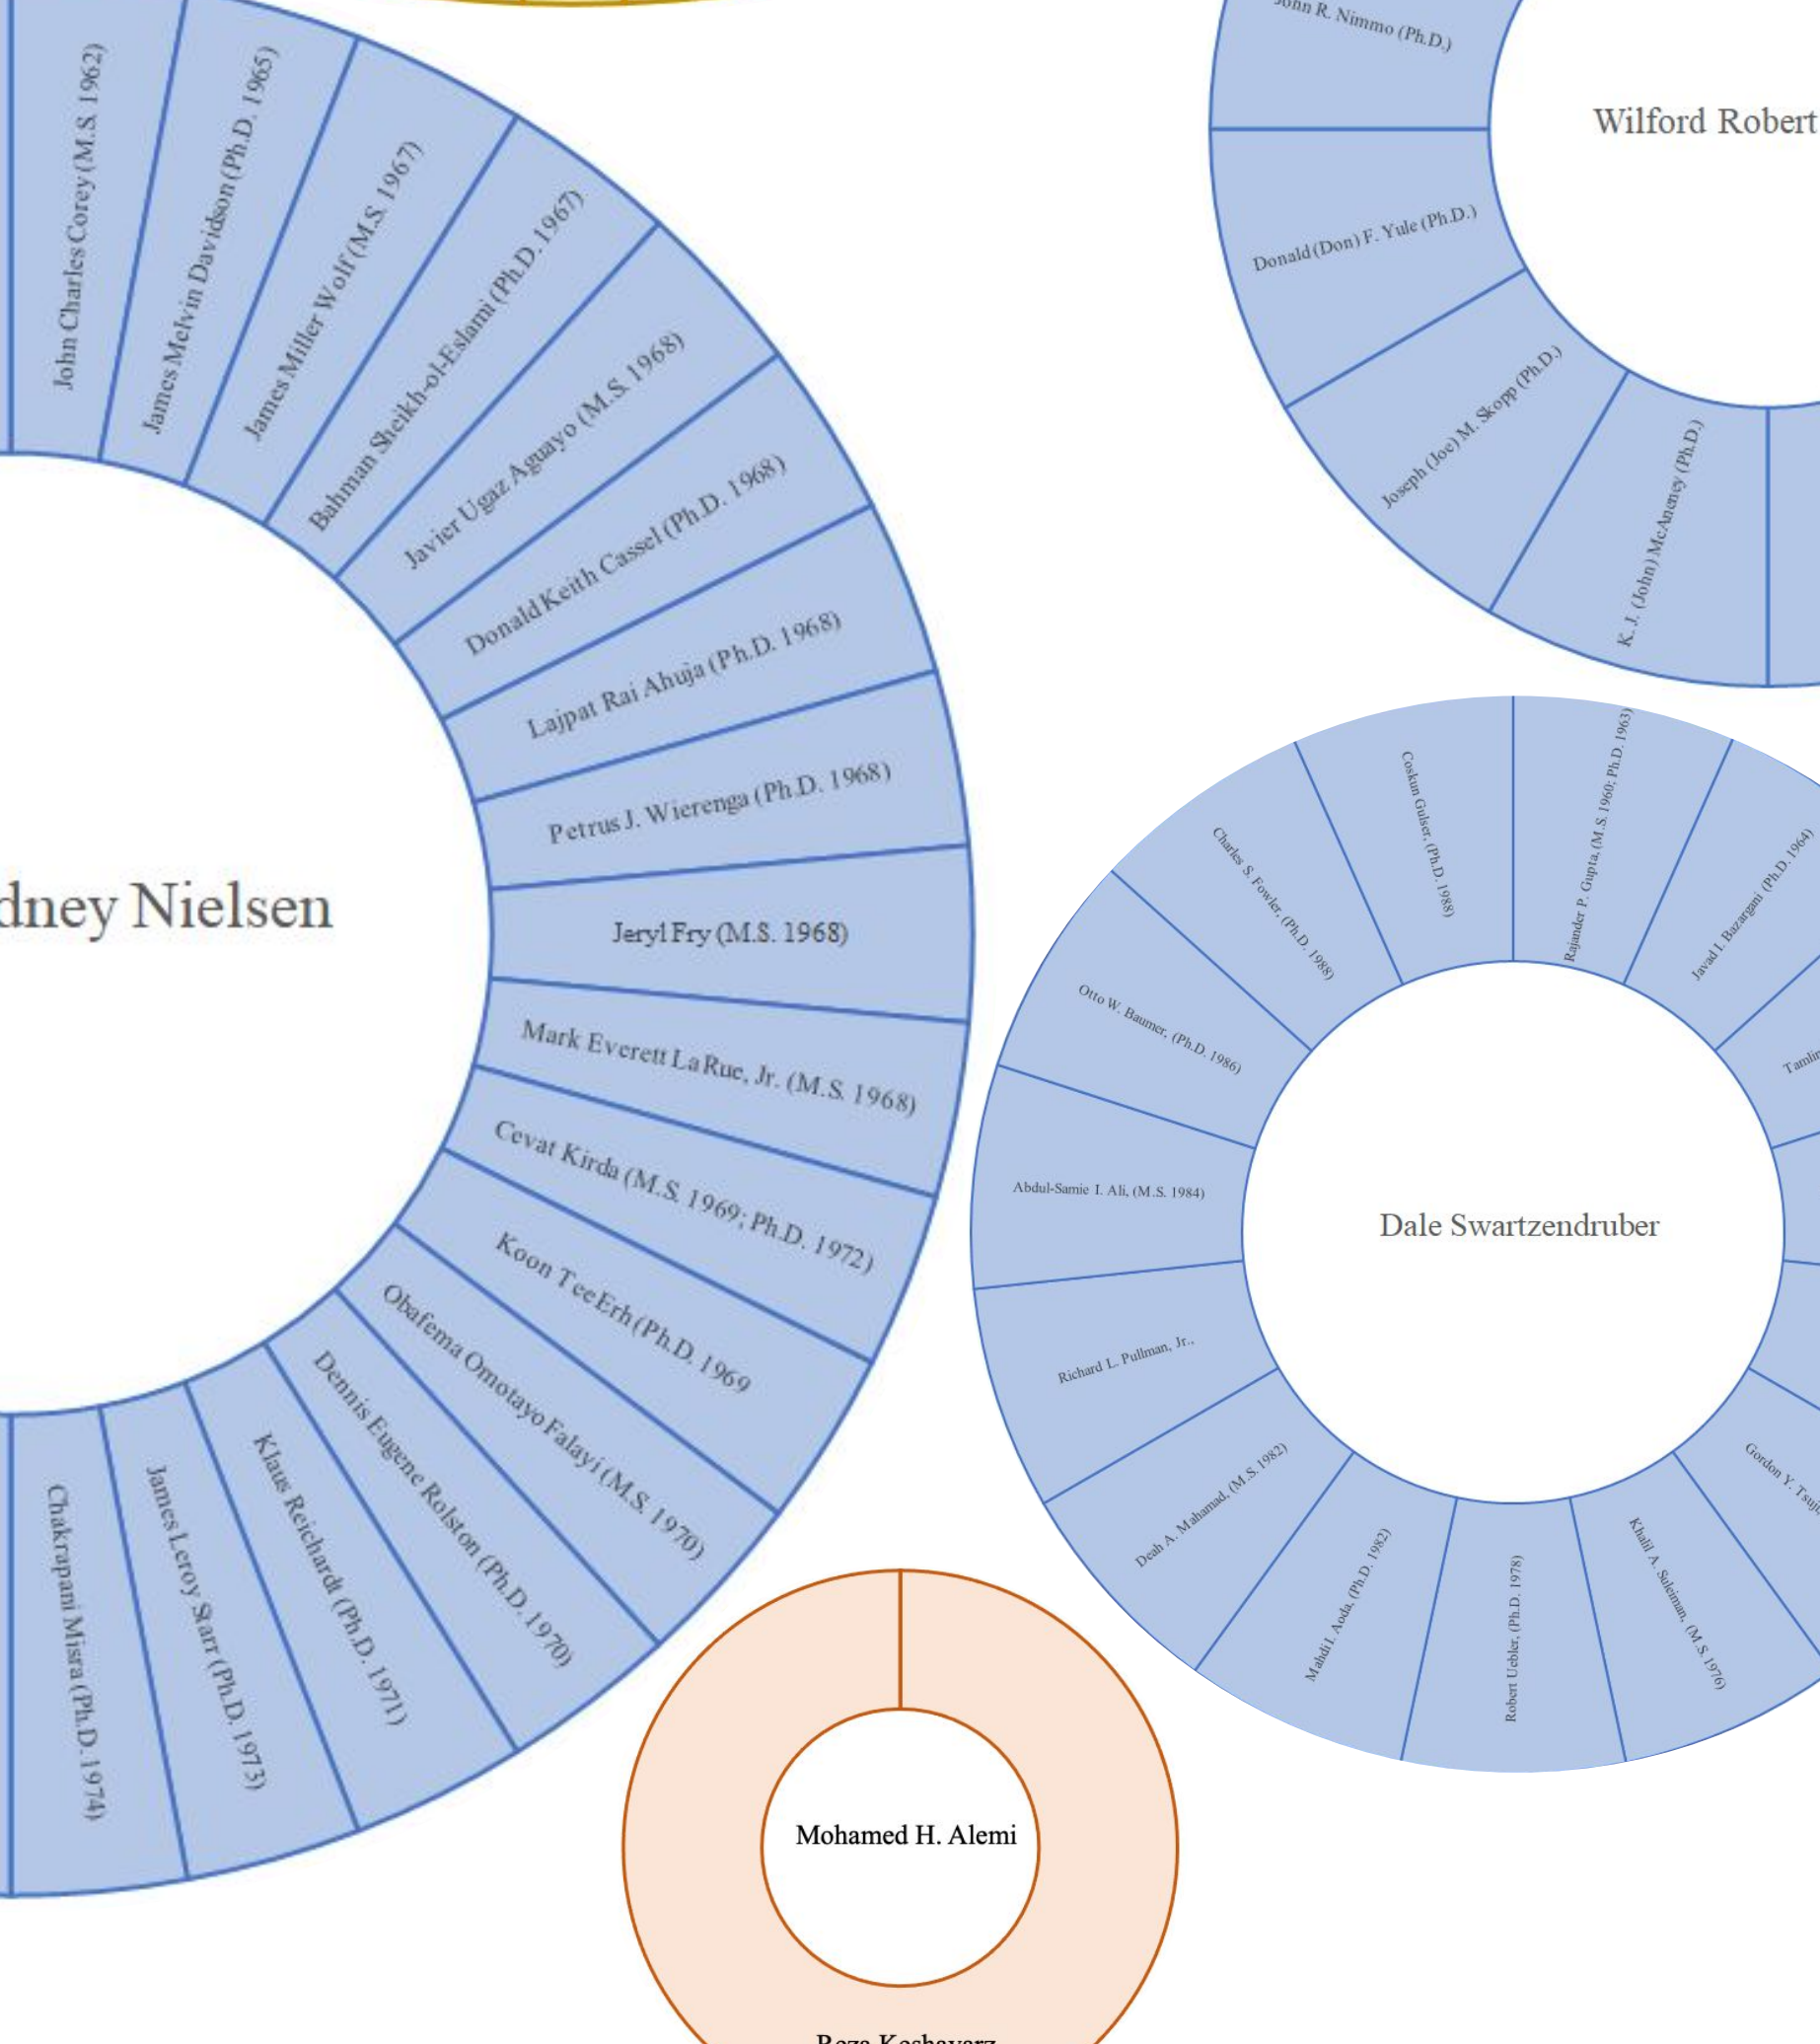 John Charles Corey (M.S. 1962)
James Melvin Davidson (Ph.D. 1965)
James Miller Wolf (M.S. 1967)
Bahman Sheikh-ol-Eslami (Ph.D. 1967)
Javier Ugaz Aguayo (M.S. 1968)
Donald Keith Cassel (Ph.D. 1968)
Lajpat Rai Ahuja (Ph.D. 1968)
Petrus J. Wierenga (Ph.D. 1968)
Jeryl Fry (M.S. 1968)
Mark Everett LaRue, Jr. (M.S. 1968)
Cevat Kirda (M.S. 1969; Ph.D. 1972)
Koon Tee Erh (Ph.D. 1969
Obafema Omotayo Falayi (M.S. 1970)
Dennis Eugene Rolston (Ph.D. 1970)
Klaus Reichardt (Ph.D. 1971)
James Leroy Starr (Ph.D. 1973)
Chakrapani Misra (Ph.D. 1974)
dney Nielsen
John R. Nimmo (Ph.D.)
Donald (Don) F. Yule (Ph.D.)
Joseph (Joe) M. Skopp (Ph.D.)
K. J. (John) McAneney (Ph.D.)
Wilford Robert
Rajander P. Gupta, (M.S. 1960; Ph.D. 1963)
Javad I. Bazargani (Ph.D. 1964)
Tamlin
Gordon Y. Tsuji,
Khalil A. Suleiman, (M.S. 1976)
Robert Uebler, (Ph.D. 1978)
Mahdi I. Aoda, (Ph.D. 1982)
Deah A. Mahamad, (M.S. 1982)
Richard L. Pullman, Jr.,
Abdul-Samie I. Ali, (M.S. 1984)
Otto W. Baumer, (Ph.D. 1986)
Charles S. Fowler, (Ph.D. 1988)
Coskun Gulser, (Ph.D. 1988)
Dale Swartzendruber
Mohamed H. Alemi
Reza Keshavarz